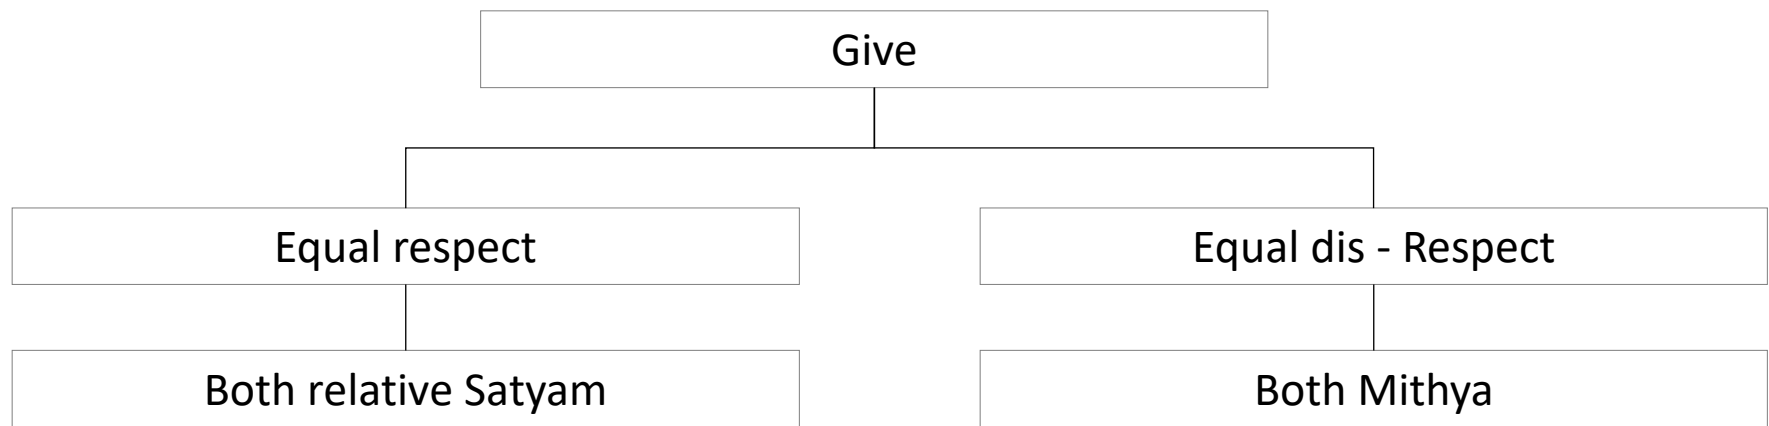 Give
Equal respect
Equal dis - Respect
Both relative Satyam
Both Mithya